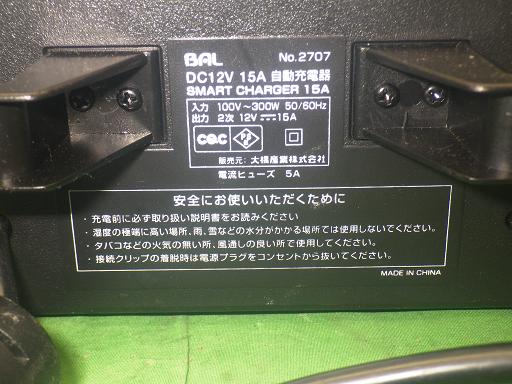 BAL No.2707
DC12V 15A 自動充電器
SMART CHARGER 15A
入力 100V～300W 50/60Hz
出力 2次 12V⎓15A
cec PSE
販売元: 大橋産業株式会社
電流ヒューズ 5A
安全にお使いいただくために
・充電前に必ず取り扱い説明書をお読みください
・湿度の極端に高い場所、雨、雪などの水分がかかる場所では使用しないでください。
・タバコなどの火気の無い所、風通しの良い所で使用してください。
・接続クリップの着脱時は電源プラグをコンセントから抜いてください。
MADE IN CHINA